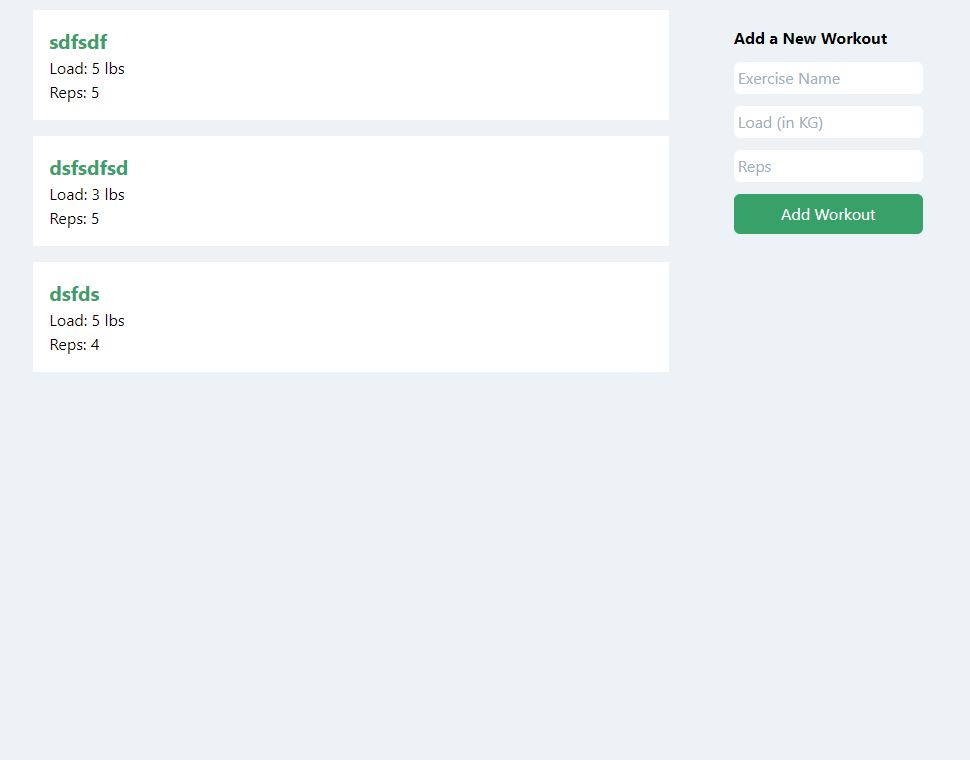 sdfsdf
Load: 5 lbs
Reps: 5
dsfsdfsd
Load: 3 lbs
Reps: 5
dsfds
Load: 5 lbs
Reps: 4
Add a New Workout
Exercise Name
Load (in KG)
Reps
Add Workout